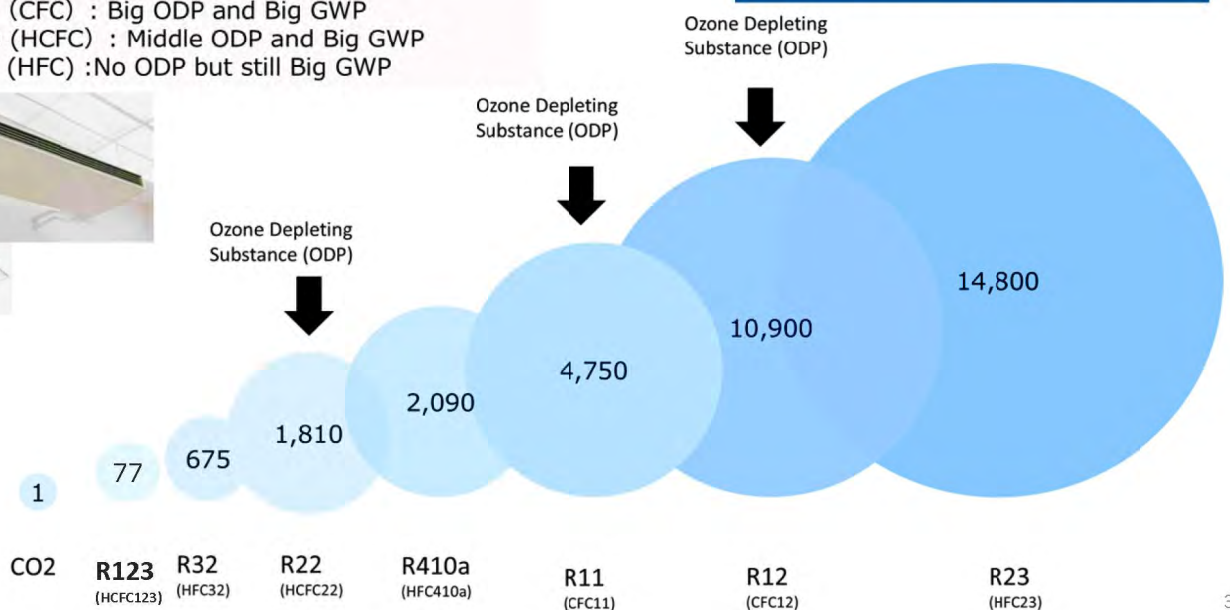 (CFC) : Big ODP and Big GWP
(HCFC) : Middle ODP and Big GWP
(HFC) :No ODP but still Big GWP
Ozone Depleting
Substance (ODP)
Ozone Depleting
Substance (ODP)
Ozone Depleting
Substance (ODP)
14,800
10,900
4,750
2,090
1,810
675
77
1
CO2
R123
(HCFC123)
R32
(HFC32)
R22
(HCFC22)
R410a
(HFC410a)
R11
(CFC11)
R12
(CFC12)
R23
(HFC23)